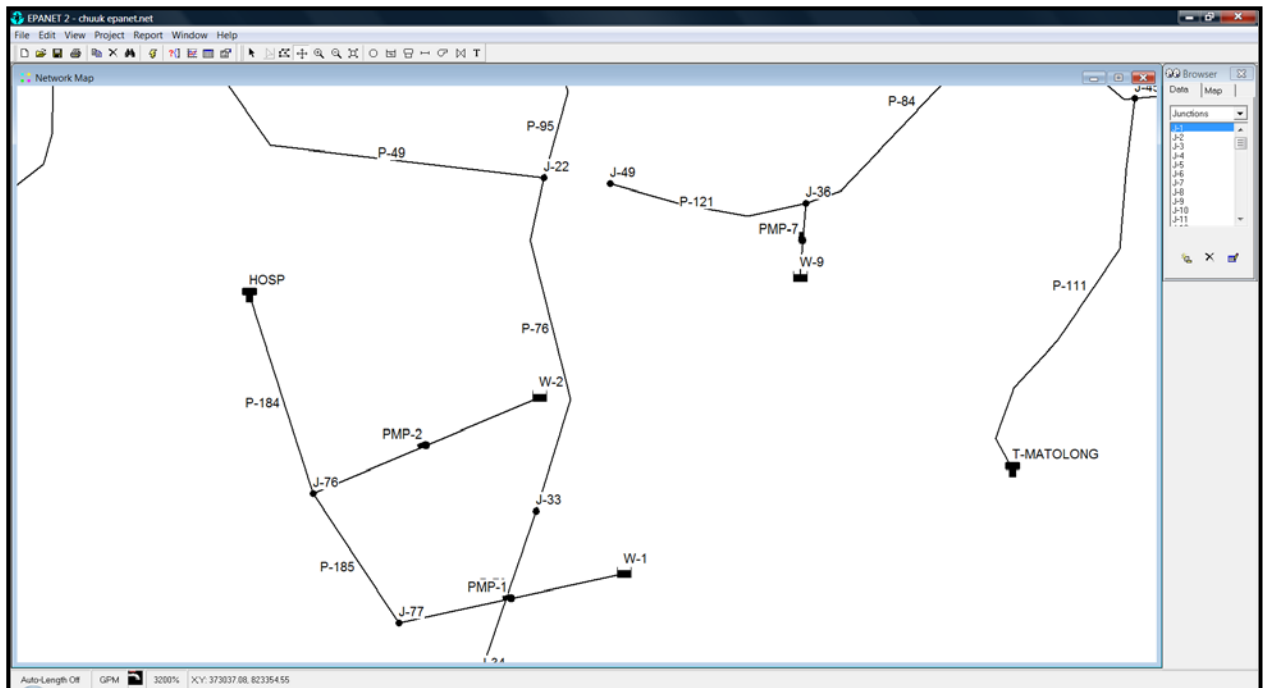 EPANET 2 - chuuk epanet.net
File Edit View Project Report Window Help
Network Map
Browser
Data Map
Junctions
J-1
J-2
J-3
J-4
J-5
J-6
J-7
J-8
J-9
J-10
J-11
P-84
P-95
P-49
J-22
J-49
J-36
P-121
PMP-7
W-9
HOSP
P-111
P-76
W-2
P-184
PMP-2
T-MATOLONG
J-76
J-33
W-1
P-185
PMP-1
J-77
J-24
Auto-Length Off GPM 3200% X,Y: 373037.08, 823354.55